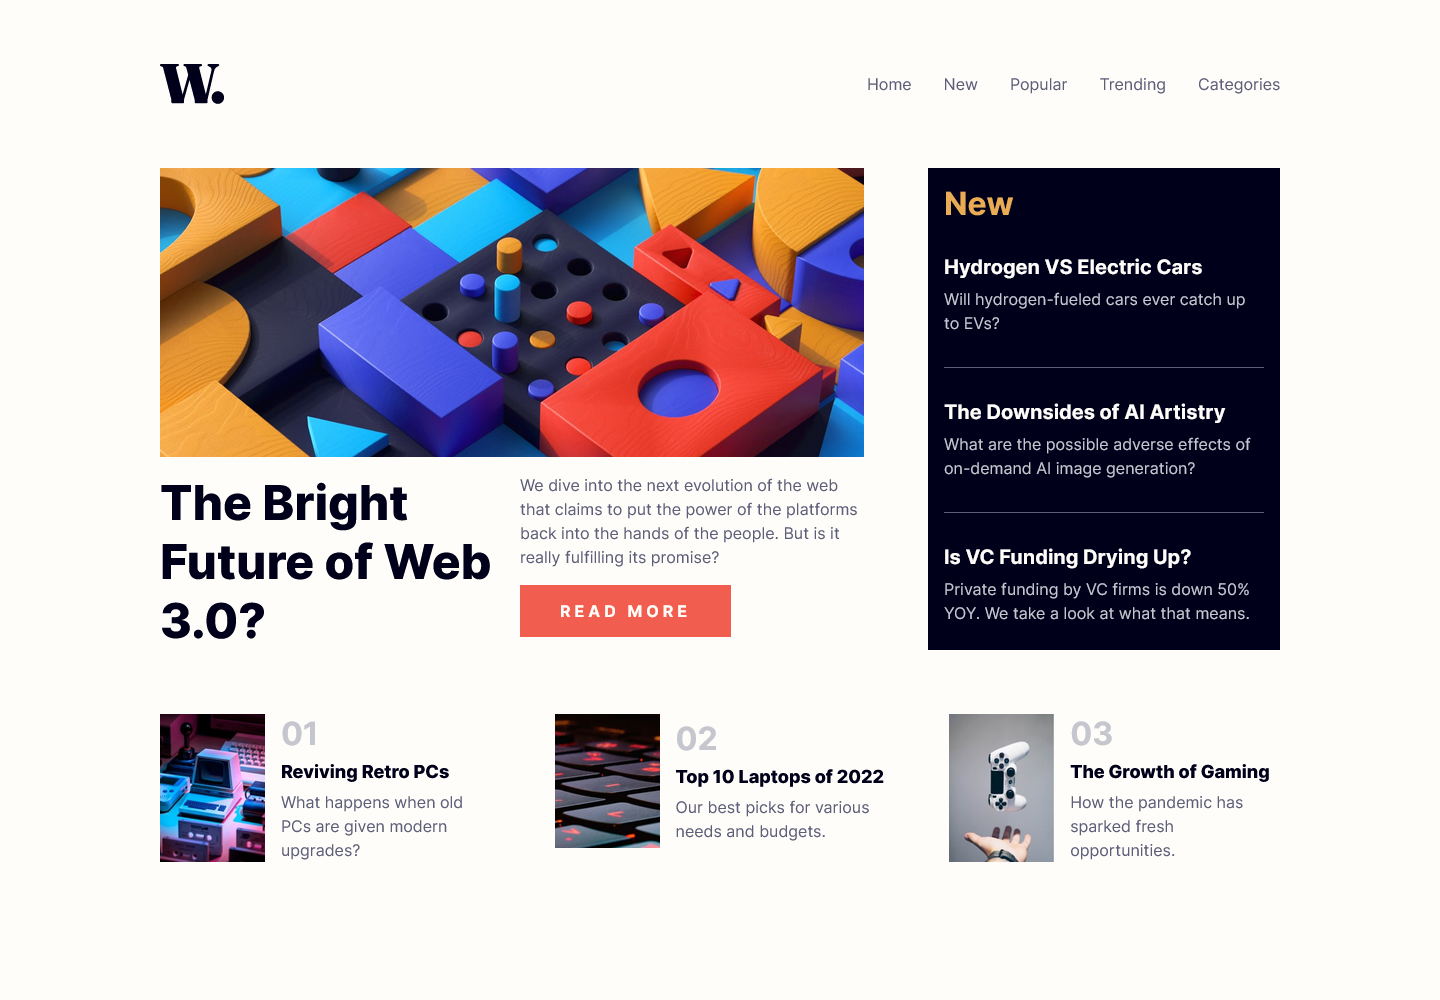 W.
Home New Popular Trending Categories
The Bright
Future of Web
3.0?
We dive into the next evolution of the web
that claims to put the power of the platforms
back into the hands of the people. But is it
really fulfilling its promise?
READ MORE
New
Hydrogen VS Electric Cars
Will hydrogen-fueled cars ever catch up
to EVs?
The Downsides of AI Artistry
What are the possible adverse effects of
on-demand AI image generation?
Is VC Funding Drying Up?
Private funding by VC firms is down 50%
YOY. We take a look at what that means.
01
Reviving Retro PCs
What happens when old
PCs are given modern
upgrades?
02
Top 10 Laptops of 2022
Our best picks for various
needs and budgets.
03
The Growth of Gaming
How the pandemic has
sparked fresh
opportunities.